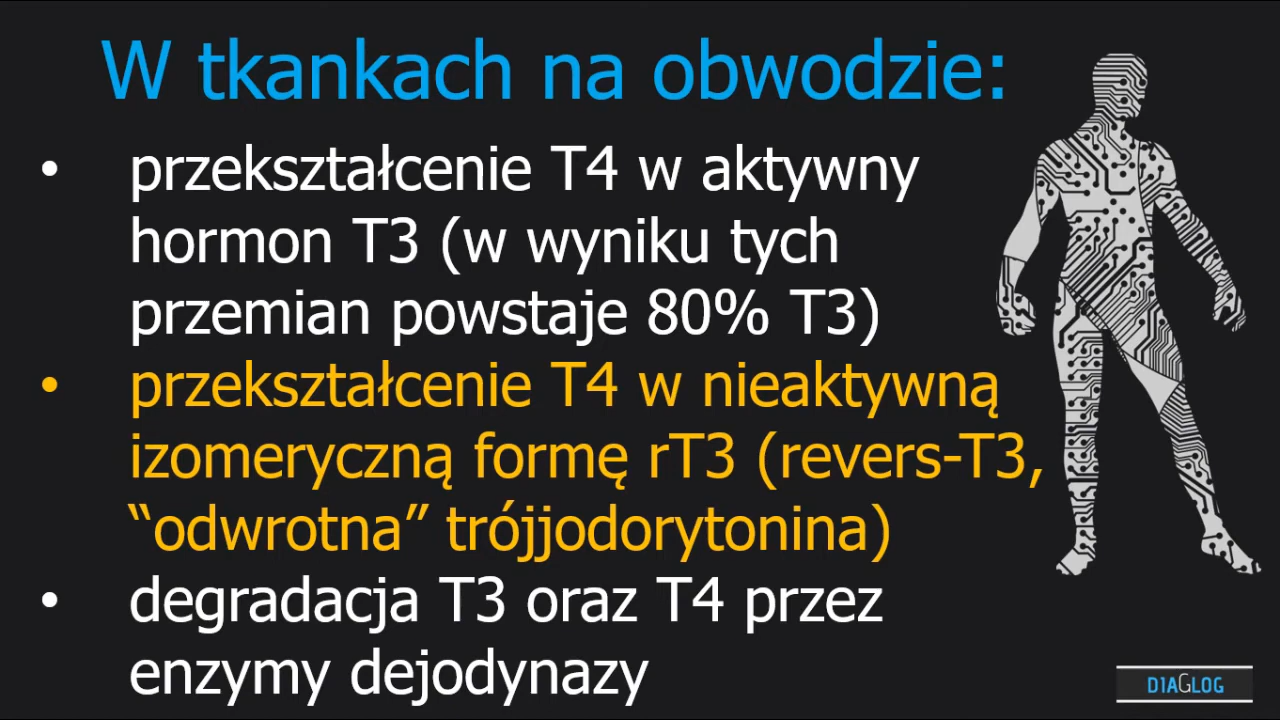 W tkankach na obwodzie:
• przekształcenie T4 w aktywny
hormon T3 (w wyniku tych
przemian powstaje 80% T3)
• przekształcenie T4 w nieaktywną
izomeryczną formę rT3 (revers-T3,
“odwrotna” trójjodorytonina)
• degradacja T3 oraz T4 przez
enzymy dejodynazy
DIAGLOG